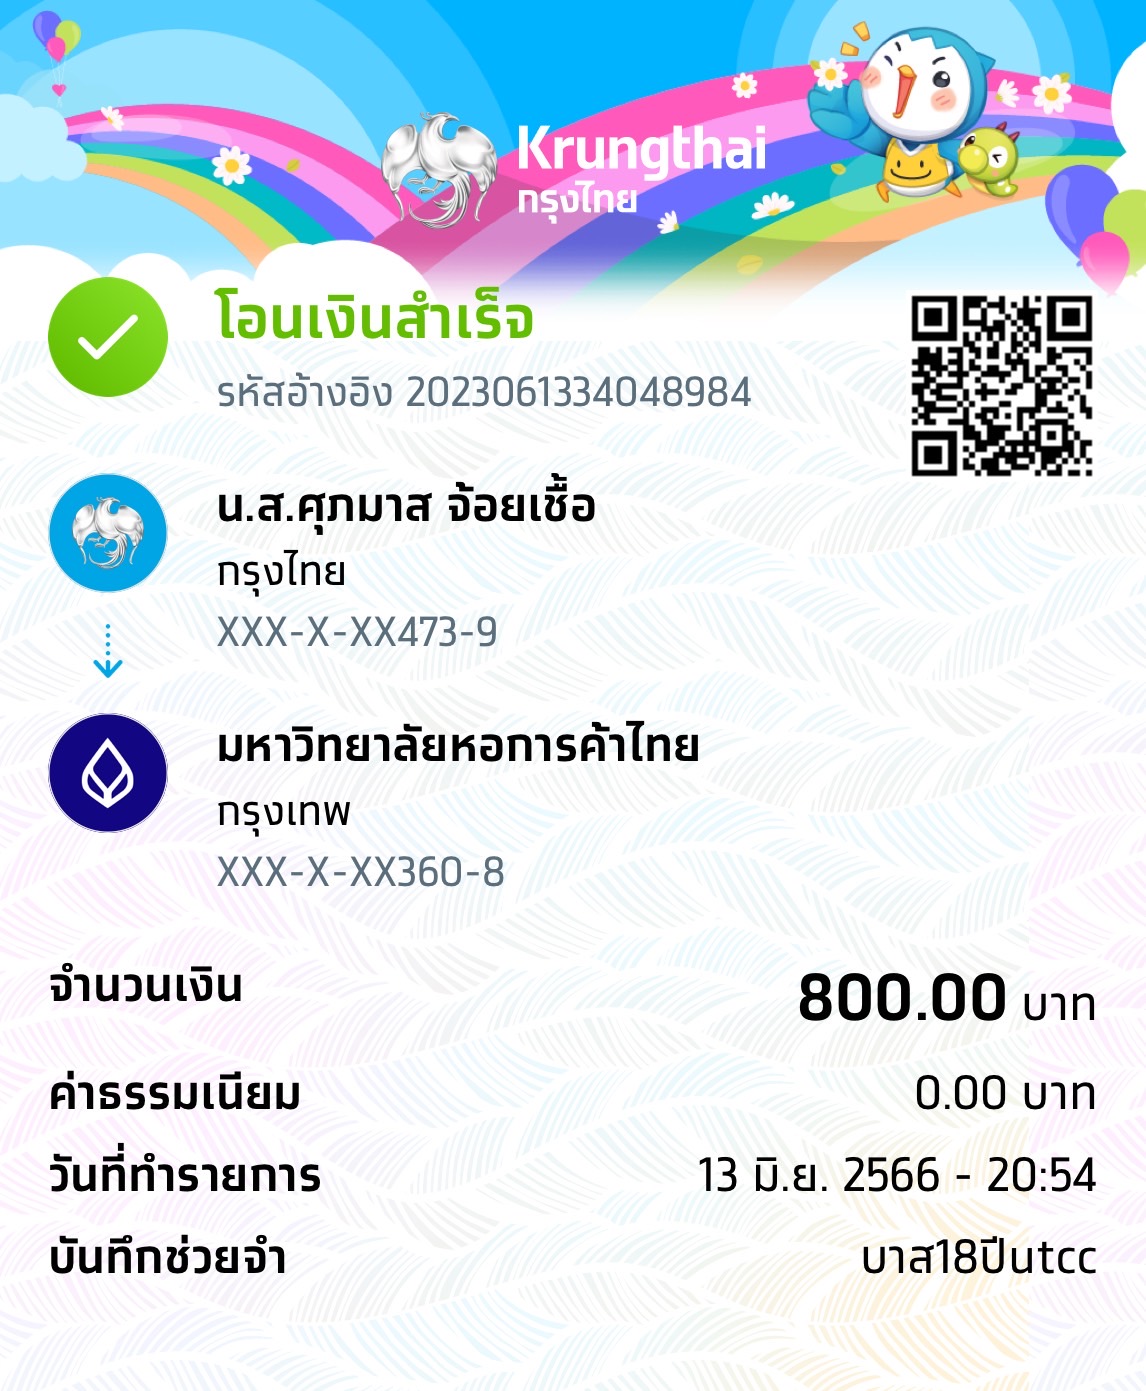 Krungthai
กรุงไทย
โอนเงินสำเร็จ
รหัสอ้างอิง 2023061334048984
น.ส.ศุภมาส จ้อยเชื้อ
กรุงไทย
XXX-X-XX473-9
มหาวิทยาลัยหอการค้าไทย
กรุงเทพ
XXX-X-XX360-8
จำนวนเงิน 800.00 บาท
ค่าธรรมเนียม 0.00 บาท
วันที่ทำรายการ 13 มิ.ย. 2566 - 20:54
บันทึกช่วยจำ บาส18ปีutcc